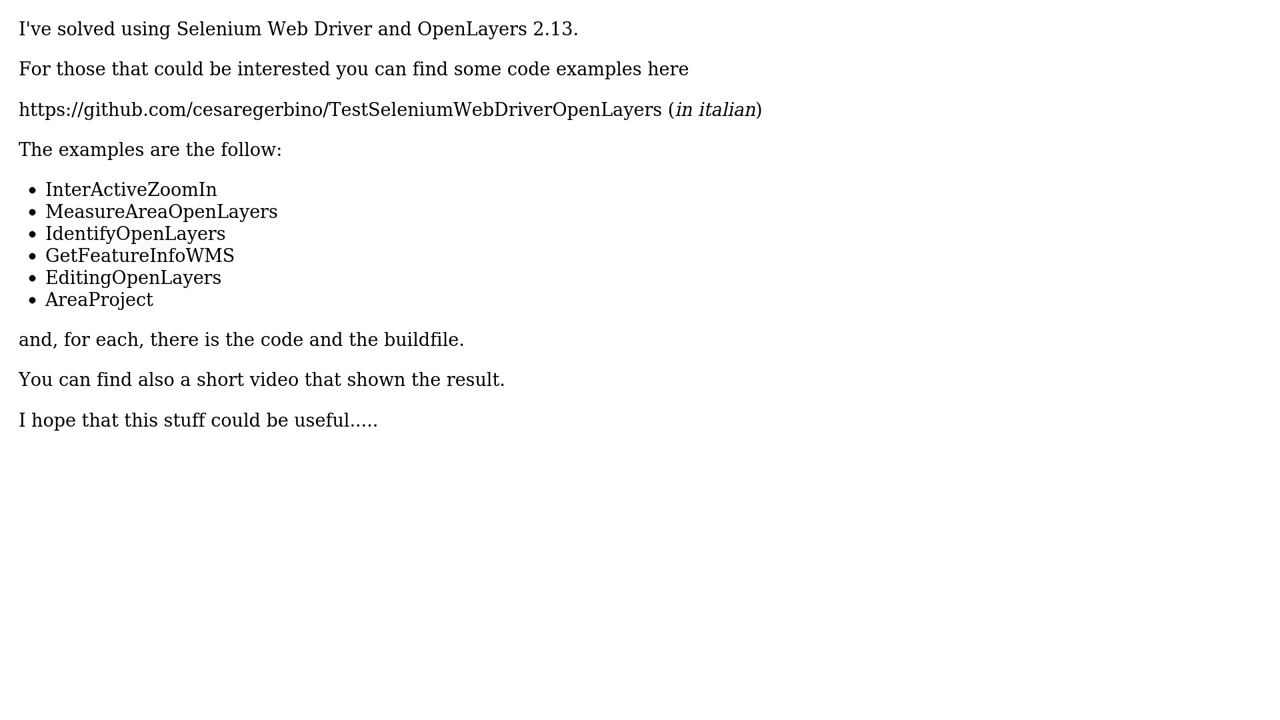 I've solved using Selenium Web Driver and OpenLayers 2.13.
For those that could be interested you can find some code examples here
https://github.com/cesaregerbino/TestSeleniumWebDriverOpenLayers (in italian)
The examples are the follow:
• InterActiveZoomIn
• MeasureAreaOpenLayers
• IdentifyOpenLayers
• GetFeatureInfoWMS
• EditingOpenLayers
• AreaProject
and, for each, there is the code and the buildfile.
You can find also a short video that shown the result.
I hope that this stuff could be useful.....